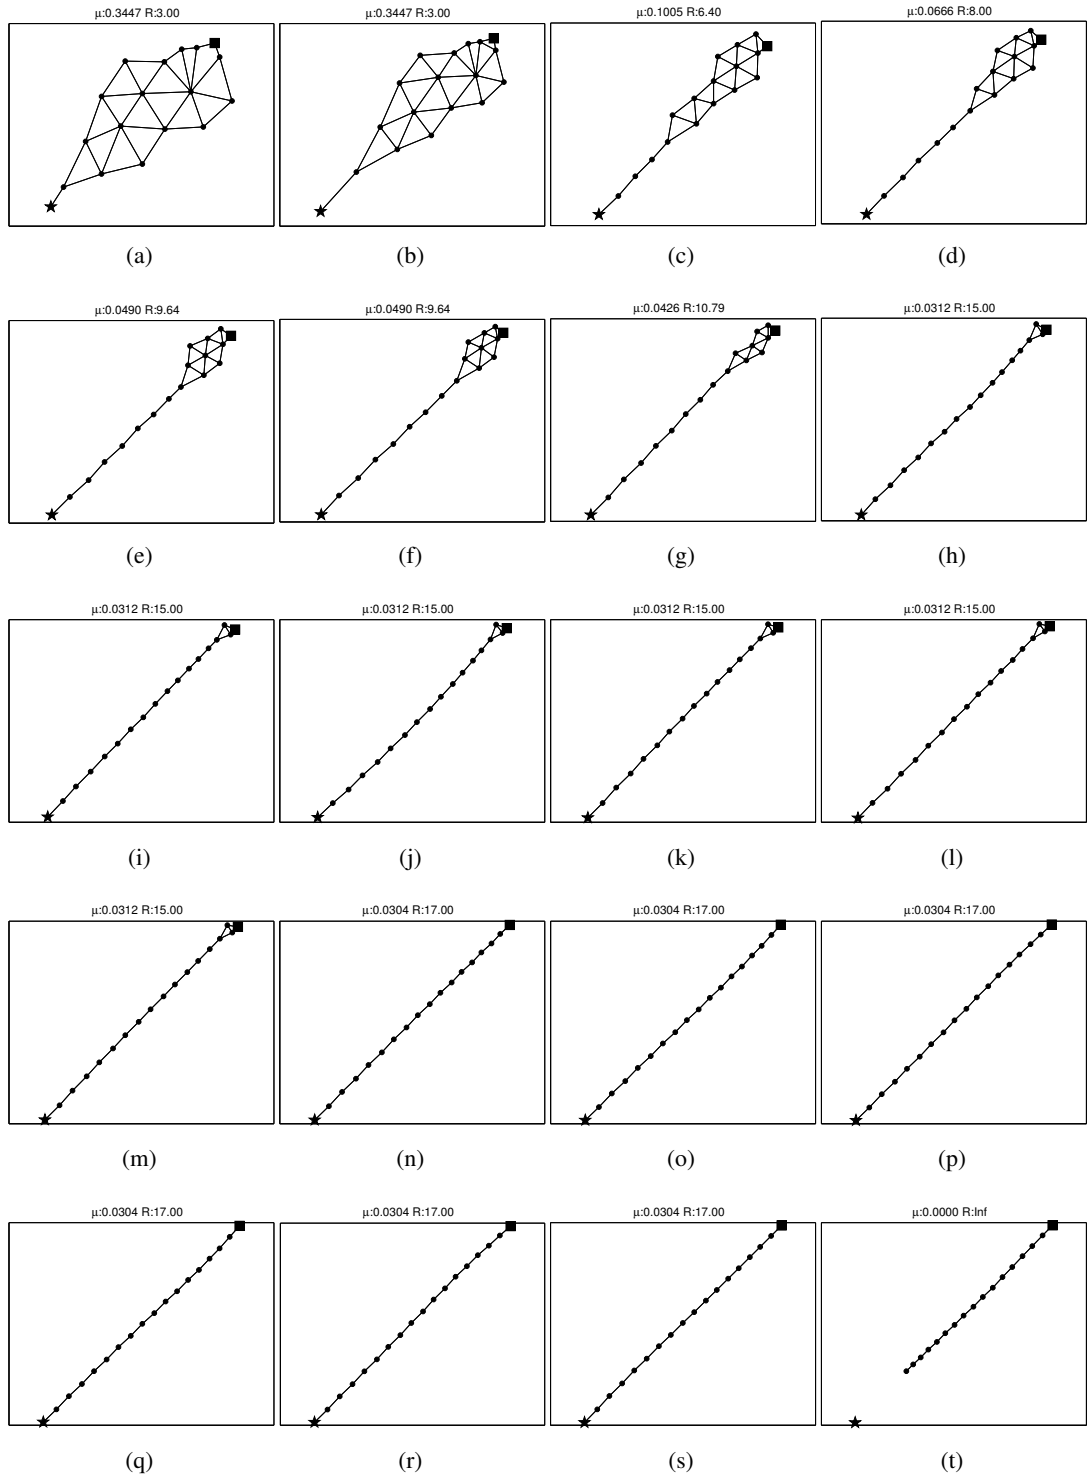 μ:0.3447 R:3.00
μ:0.3447 R:3.00
μ:0.1005 R:6.40
μ:0.0666 R:8.00
(a)
(b)
(c)
(d)
μ:0.0490 R:9.64
μ:0.0490 R:9.64
μ:0.0426 R:10.79
μ:0.0312 R:15.00
(e)
(f)
(g)
(h)
μ:0.0312 R:15.00
μ:0.0312 R:15.00
μ:0.0312 R:15.00
μ:0.0312 R:15.00
(i)
(j)
(k)
(l)
μ:0.0312 R:15.00
μ:0.0304 R:17.00
μ:0.0304 R:17.00
μ:0.0304 R:17.00
(m)
(n)
(o)
(p)
μ:0.0304 R:17.00
μ:0.0304 R:17.00
μ:0.0304 R:17.00
μ:0.0000 R:Inf
(q)
(r)
(s)
(t)